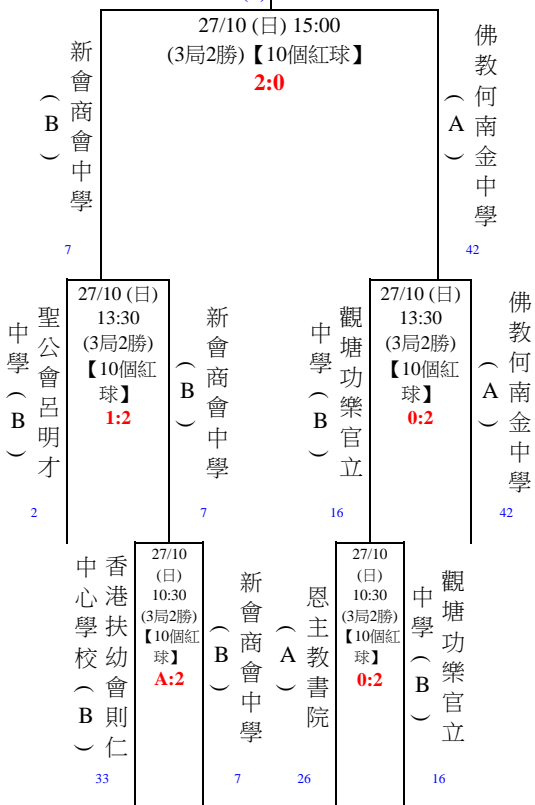 27/10 (日) 15:00
(3局2勝)【10個紅球】
2:0
新會商會中學
（B）
7
佛教何南金中學
（A）
42
聖公會呂明才
中學（B）
2
27/10 (日)
13:30
(3局2勝)
【10個紅
球】
1:2
新會商會中學
（B）
7
觀塘功樂官立
中學（B）
16
27/10 (日)
13:30
(3局2勝)
【10個紅
球】
0:2
佛教何南金中學
（A）
42
香港扶幼會則仁
中心學校（B）
33
27/10
(日)
10:30
(3局2勝)
【10個紅
球】
A:2
新會商會中學
（B）
7
恩主教書院
（A）
26
27/10
(日)
10:30
(3局2勝)
【10個紅
球】
0:2
觀塘功樂官立
中學（B）
16